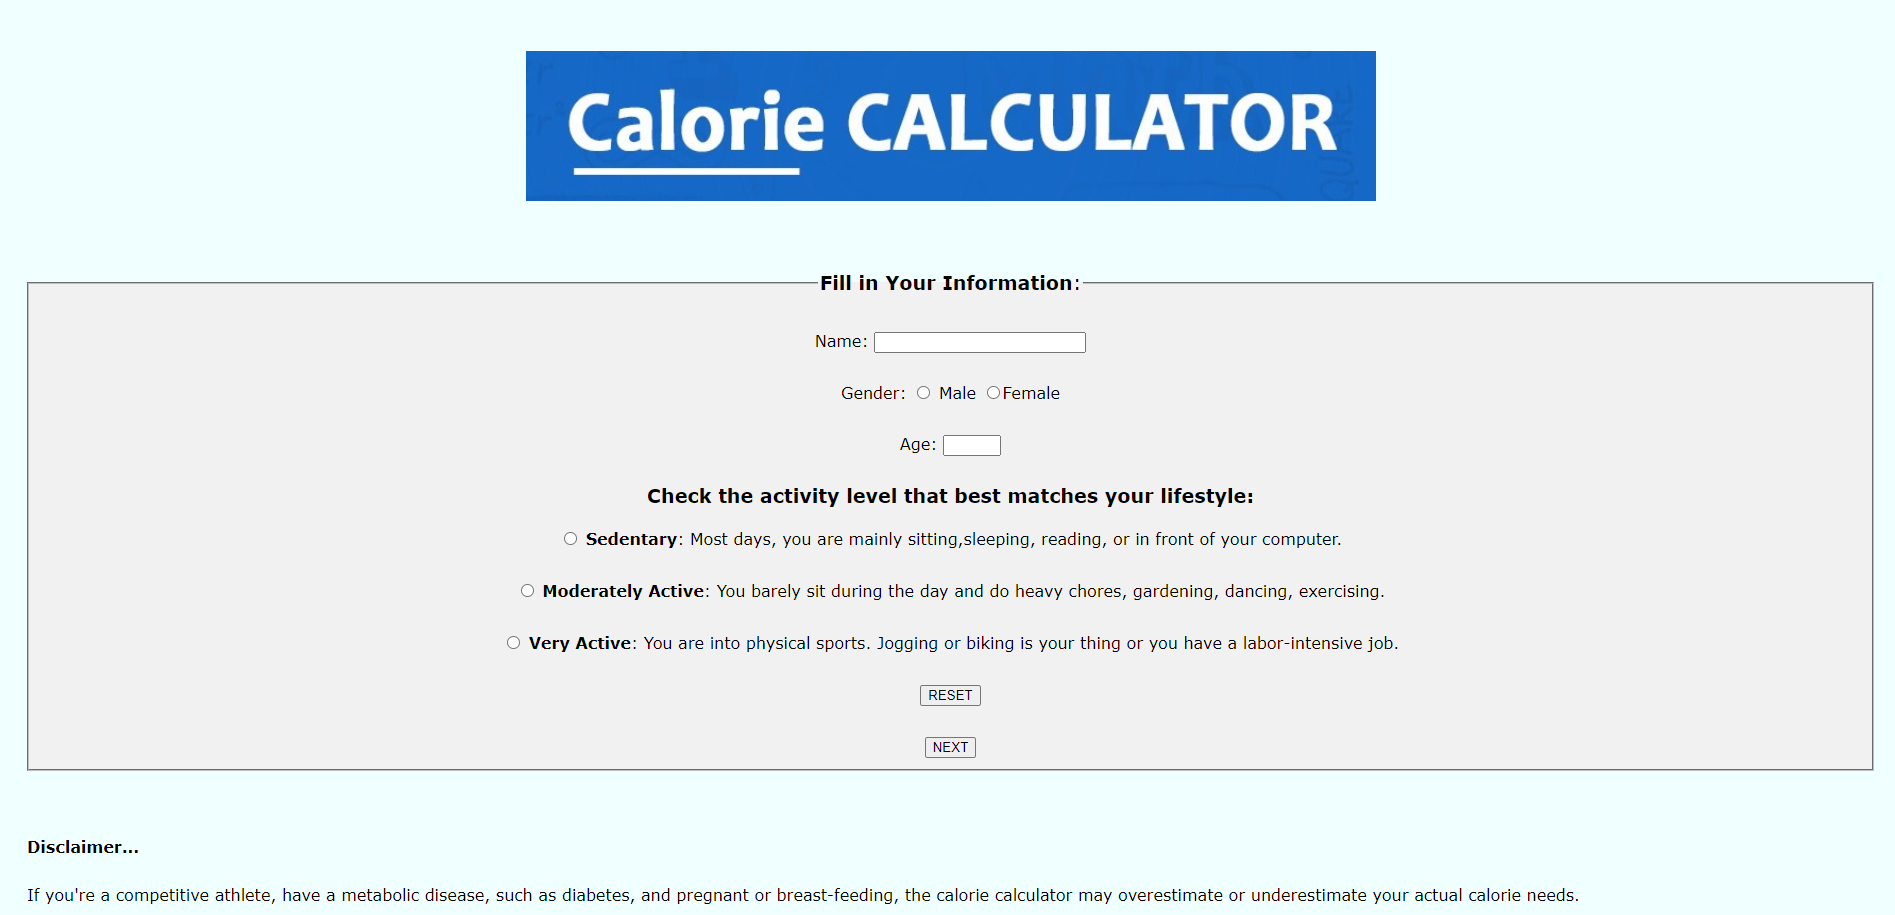 Calorie CALCULATOR
Fill in Your Information:
Name:
Gender: Male Female
Age:
Check the activity level that best matches your lifestyle:
Sedentary: Most days, you are mainly sitting,sleeping, reading, or in front of your computer.
Moderately Active: You barely sit during the day and do heavy chores, gardening, dancing, exercising.
Very Active: You are into physical sports. Jogging or biking is your thing or you have a labor-intensive job.
RESET
NEXT
Disclaimer...
If you're a competitive athlete, have a metabolic disease, such as diabetes, and pregnant or breast-feeding, the calorie calculator may overestimate or underestimate your actual calorie needs.